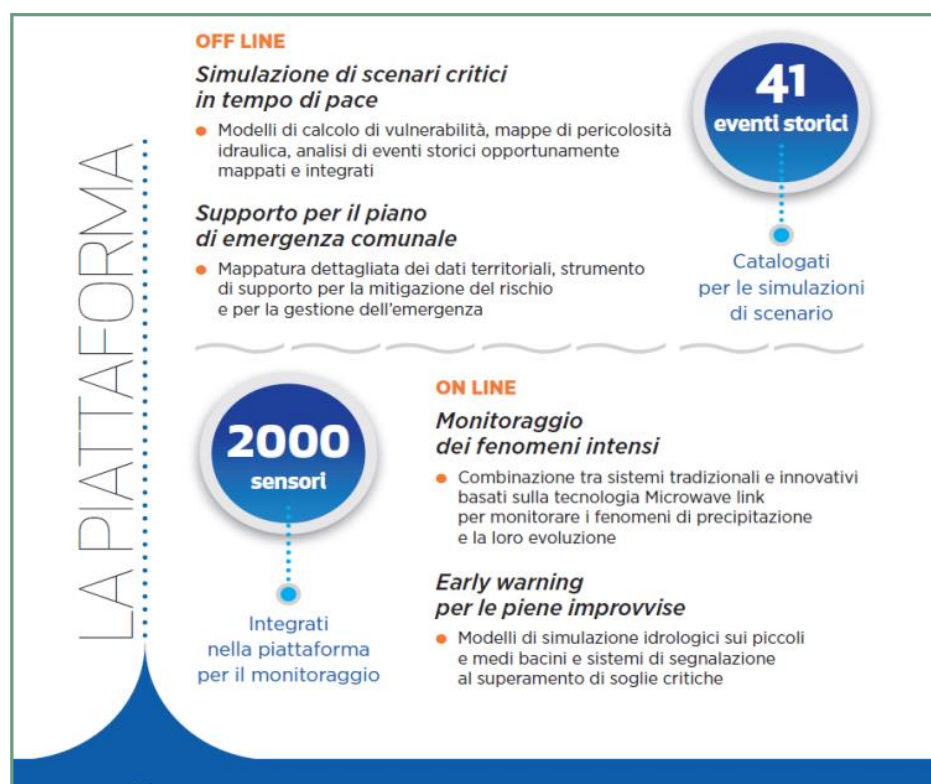 LA PIATTAFORMA
OFF LINE
Simulazione di scenari critici
in tempo di pace
• Modelli di calcolo di vulnerabilità, mappe di pericolosità
idraulica, analisi di eventi storici opportunamente
mappati e integrati
Supporto per il piano
di emergenza comunale
• Mappatura dettagliata dei dati territoriali, strumento
di supporto per la mitigazione del rischio
e per la gestione dell'emergenza
41
eventi storici
Catalogati
per le simulazioni
di scenario
2000
sensori
Integrati
nella piattaforma
per il monitoraggio
ON LINE
Monitoraggio
dei fenomeni intensi
• Combinazione tra sistemi tradizionali e innovativi
basati sulla tecnologia Microwave link
per monitorare i fenomeni di precipitazione
e la loro evoluzione
Early warning
per le piene improvvise
• Modelli di simulazione idrologici sui piccoli
e medi bacini e sistemi di segnalazione
al superamento di soglie critiche